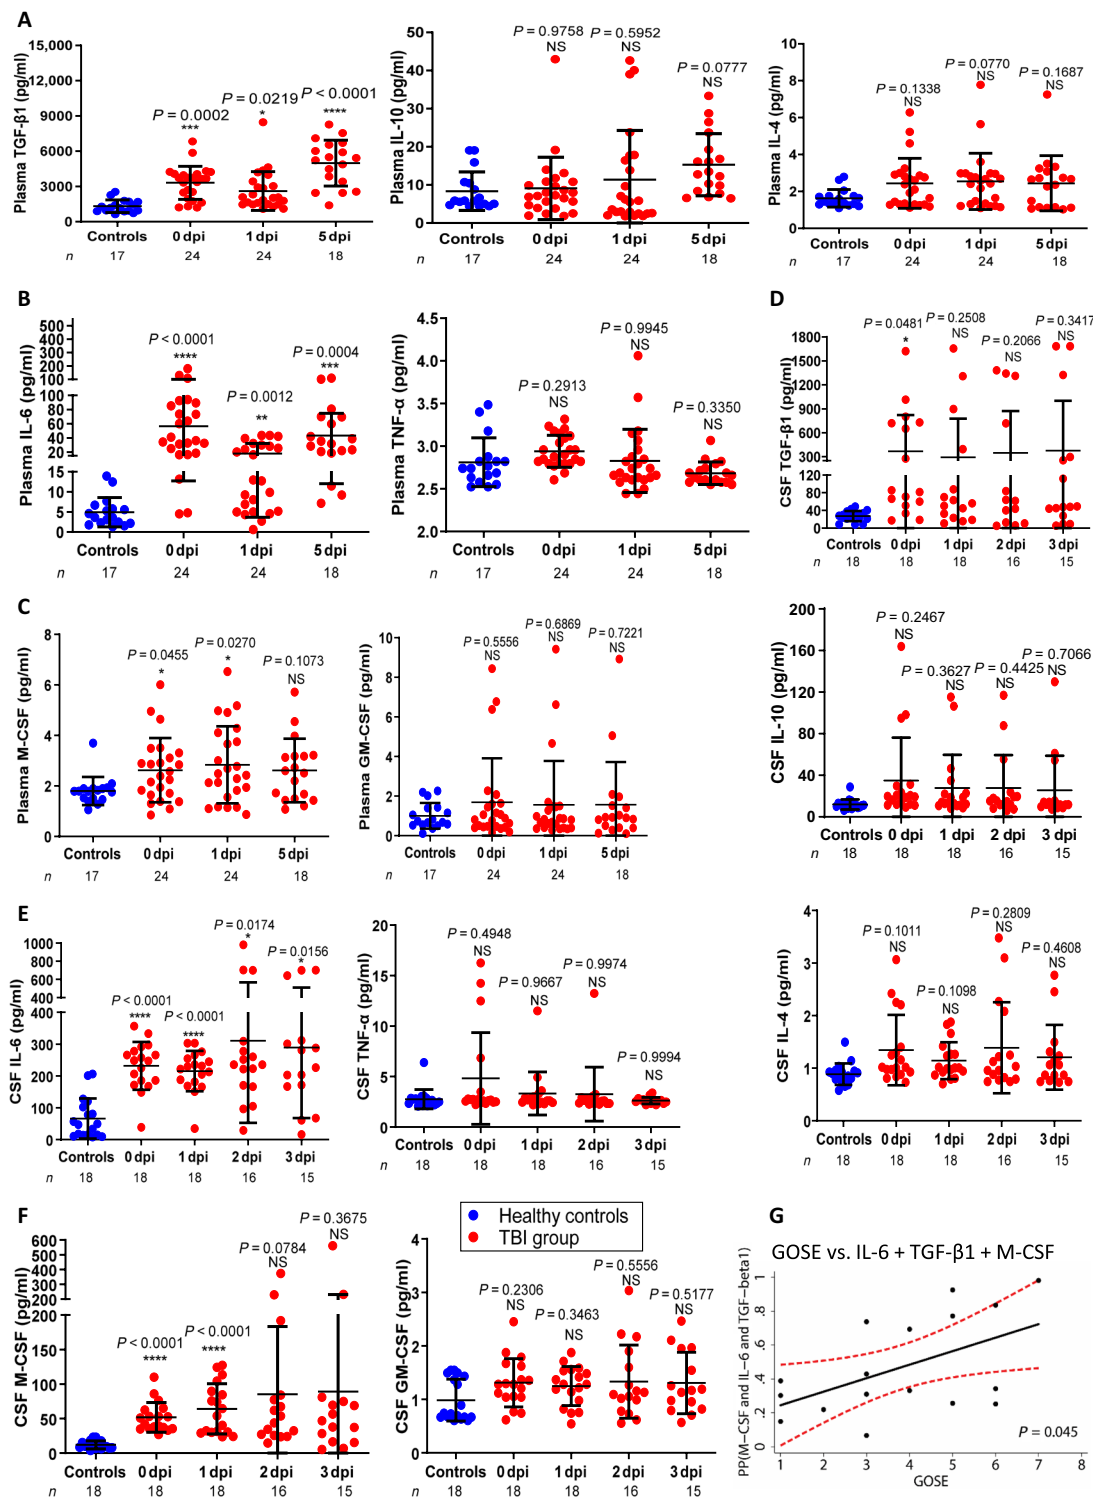 A
Plasma TGF-β1 (pg/ml)
15,000
12,000
9000
6000
3000
0
P = 0.0002
***
P = 0.0219
*
P < 0.0001
****
Controls 0 dpi 1 dpi 5 dpi
n 17 24 24 18
Plasma IL-10 (pg/ml)
50
40
30
20
10
0
P = 0.9758
NS
P = 0.5952
NS
P = 0.0777
NS
Controls 0 dpi 1 dpi 5 dpi
n 17 24 24 18
Plasma IL-4 (pg/ml)
10
8
6
4
2
0
P = 0.1338
NS
P = 0.0770
NS
P = 0.1687
NS
Controls 0 dpi 1 dpi 5 dpi
n 17 24 24 18
B
Plasma IL-6 (pg/ml)
500
400
300
200
100
100
80
60
40
20
15
10
5
0
P < 0.0001
****
P = 0.0012
**
P = 0.0004
***
Controls 0 dpi 1 dpi 5 dpi
n 17 24 24 18
Plasma TNF-α (pg/ml)
4.5
4.0
3.5
3.0
2.5
2.0
P = 0.2913
NS
P = 0.9945
NS
P = 0.3350
NS
Controls 0 dpi 1 dpi 5 dpi
n 17 24 24 18
D
CSF TGF-β1 (pg/ml)
1800
1500
1200
900
600
300
120
80
40
0
P = 0.0481
*
P = 0.2508
NS
P = 0.2066
NS
P = 0.3417
NS
Controls 0 dpi 1 dpi 2 dpi 3 dpi
n 18 18 18 16 15
C
Plasma M-CSF (pg/ml)
8
6
4
2
0
P = 0.0455
*
P = 0.0270
*
P = 0.1073
NS
Controls 0 dpi 1 dpi 5 dpi
n 17 24 24 18
Plasma GM-CSF (pg/ml)
10
8
6
4
2
0
P = 0.5556
NS
P = 0.6869
NS
P = 0.7221
NS
Controls 0 dpi 1 dpi 5 dpi
n 17 24 24 18
CSF IL-10 (pg/ml)
200
160
120
80
40
0
P = 0.2467
NS
P = 0.3627
NS
P = 0.4425
NS
P = 0.7066
NS
Controls 0 dpi 1 dpi 2 dpi 3 dpi
n 18 18 18 16 15
E
CSF IL-6 (pg/ml)
1000
800
600
400
400
300
200
100
0
P < 0.0001
****
P < 0.0001
****
P = 0.0174
*
P = 0.0156
*
Controls 0 dpi 1 dpi 2 dpi 3 dpi
n 18 18 18 16 15
CSF TNF-α (pg/ml)
20
15
10
5
0
P = 0.4948
NS
P = 0.9667
NS
P = 0.9974
NS
P = 0.9994
NS
Controls 0 dpi 1 dpi 2 dpi 3 dpi
n 18 18 18 16 15
CSF IL-4 (pg/ml)
4
3
2
1
0
P = 0.1011
NS
P = 0.1098
NS
P = 0.2809
NS
P = 0.4608
NS
Controls 0 dpi 1 dpi 2 dpi 3 dpi
n 18 18 18 16 15
F
CSF M-CSF (pg/ml)
600
500
400
300
200
200
150
100
50
0
P < 0.0001
****
P < 0.0001
****
P = 0.0784
NS
P = 0.3675
NS
Controls 0 dpi 1 dpi 2 dpi 3 dpi
n 18 18 18 16 15
Healthy controls
TBI group
CSF GM-CSF (pg/ml)
4
3
2
1
0
P = 0.2306
NS
P = 0.3463
NS
P = 0.5556
NS
P = 0.5177
NS
Controls 0 dpi 1 dpi 2 dpi 3 dpi
n 18 18 18 16 15
G
GOSE vs. IL-6 + TGF-β1 + M-CSF
PP(M−CSF and IL−6 and TGF−beta1)
1
.8
.6
.4
.2
0
P = 0.045
1 2 3 4 5 6 7 8
GOSE